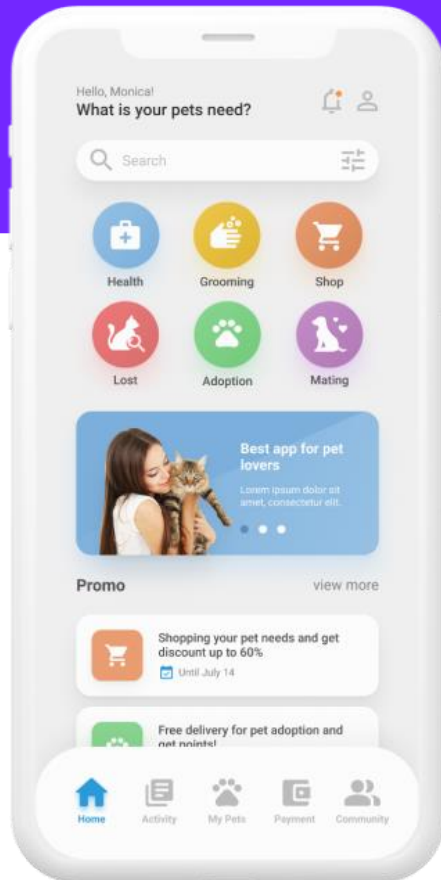 Hello, Monica!
What is your pets need?
Search
Health Grooming Shop
Lost Adoption Mating
Best app for pet
lovers
Lorem ipsum dolor sit
amet, consectetur elit.
Promo view more
Shopping your pet needs and get
discount up to 60%
Until July 14
Free delivery for pet adoption and
get points!
Home Activity My Pets Payment Community